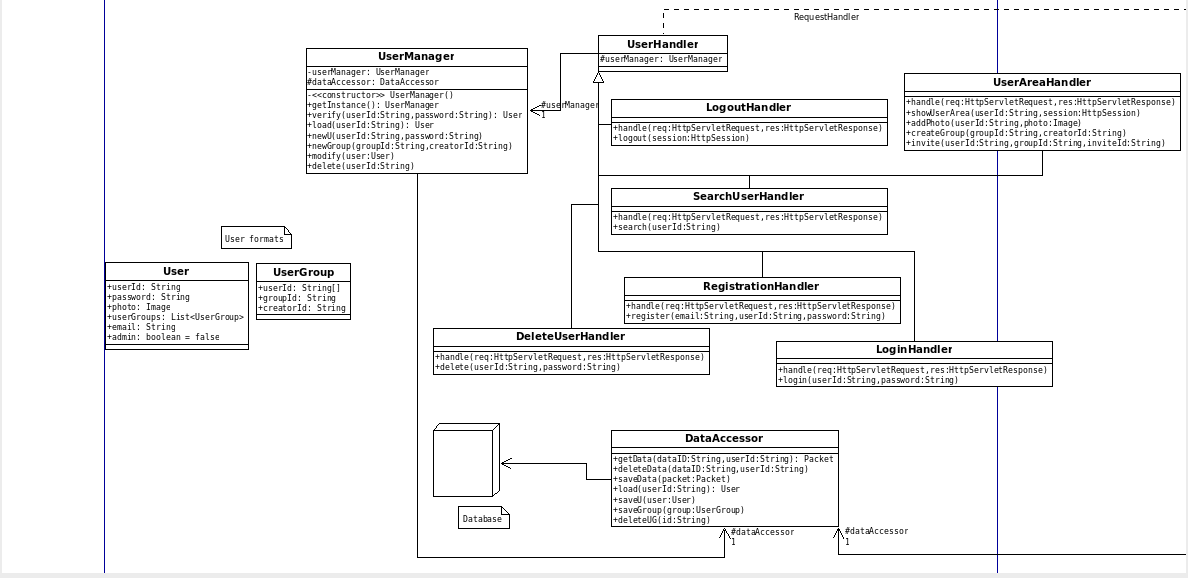 RequestHandler
UserHandler
#userManager: UserManager
UserManager
-userManager: UserManager
#dataAccessor: DataAccessor
-<<constructor>> UserManager()
+getInstance(): UserManager
+verify(userId:String,password:String): User
+load(userId:String): User
+newU(userId:String,password:String)
+newGroup(groupId:String,creatorId:String)
+modify(user:User)
+delete(userId:String)
#userManager
1
UserAreaHandler
+handle(req:HttpServletRequest,res:HttpServletResponse)
+showUserArea(userId:String,session:HttpSession)
+addPhoto(userId:String,photo:Image)
+createGroup(groupId:String,creatorId:String)
+invite(userId:String,groupId:String,inviteId:String)
LogoutHandler
+handle(req:HttpServletRequest,res:HttpServletResponse)
+logout(session:HttpSession)
SearchUserHandler
+handle(req:HttpServletRequest,res:HttpServletResponse)
+search(userId:String)
User formats
User
+userId: String
+password: String
+photo: Image
+userGroups: List<UserGroup>
+email: String
+admin: boolean = false
UserGroup
+userId: String[]
+groupId: String
+creatorId: String
RegistrationHandler
+handle(req:HttpServletRequest,res:HttpServletResponse)
+register(email:String,userId:String,password:String)
DeleteUserHandler
+handle(req:HttpServletRequest,res:HttpServletResponse)
+delete(userId:String,password:String)
LoginHandler
+handle(req:HttpServletRequest,res:HttpServletResponse)
+login(userId:String,password:String)
DataAccessor
+getData(dataID:String,userId:String): Packet
+deleteData(dataID:String,userId:String)
+saveData(packet:Packet)
+load(userId:String): User
+saveU(user:User)
+saveGroup(group:UserGroup)
+deleteUG(id:String)
Database
#dataAccessor
1
#dataAccessor
1